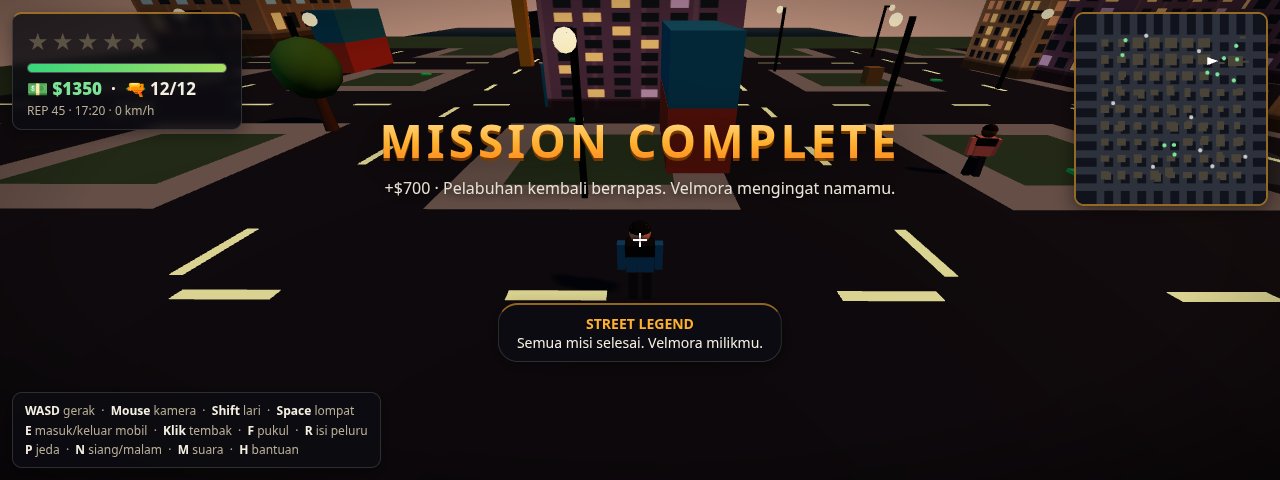 ★★★★★
$1350 · 12/12
REP 45 · 17:20 · 0 km/h
MISSION COMPLETE
+$700 · Pelabuhan kembali bernapas. Velmora mengingat namamu.
STREET LEGEND
Semua misi selesai. Velmora milikmu.
WASD gerak · Mouse kamera · Shift lari · Space lompat
E masuk/keluar mobil · Klik tembak · F pukul · R isi peluru
P jeda · N siang/malam · M suara · H bantuan